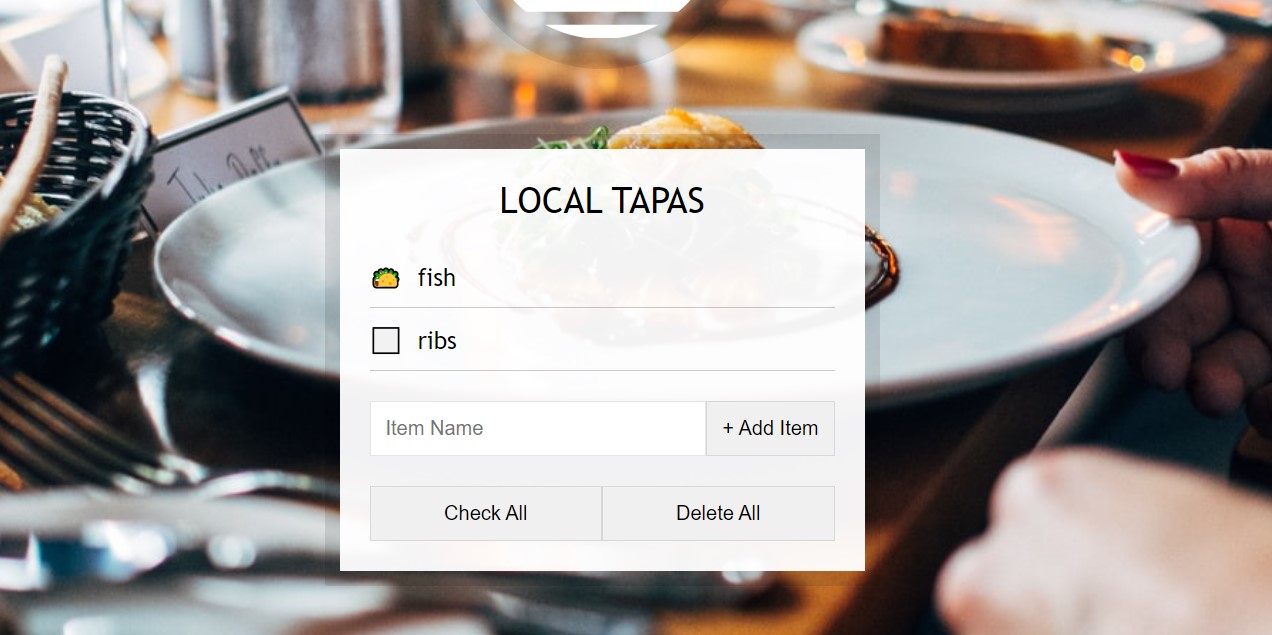 LOCAL TAPAS
fish
ribs
Item Name
+ Add Item
Check All
Delete All